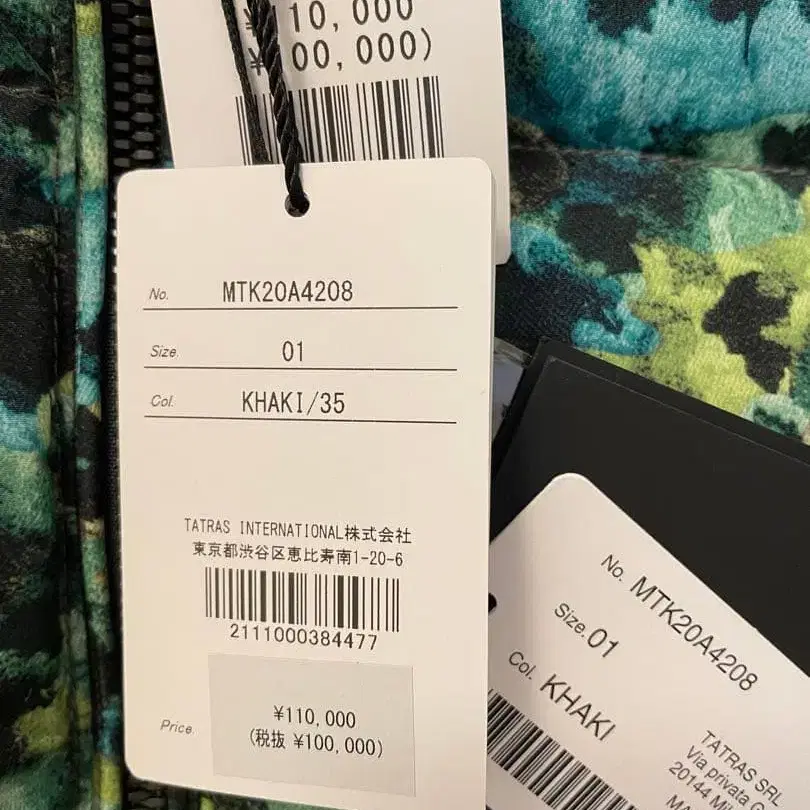 110,000
¥ 00,000)
No. MTK20A4208
Size. 01
Col. KHAKI/35
TATRAS INTERNATIONAL株式会社
東京都渋谷区恵比寿南1-20-6
2111000384477
Price. ¥110,000
(税抜 ¥100,000)
No. MTK20A4208
Size. 01
Col. KHAKI
TATRAS SRL
Via privata
20144